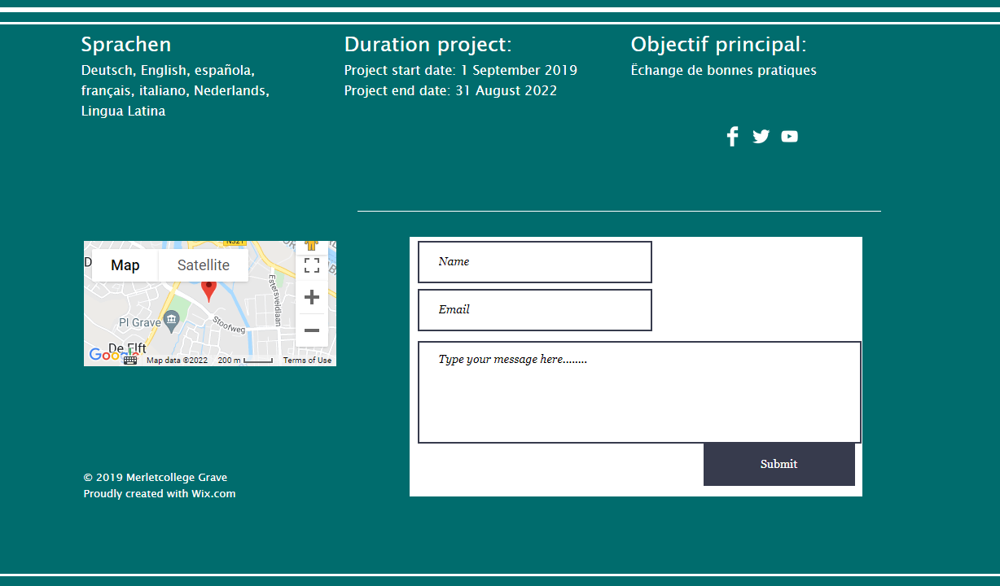 Sprachen
Deutsch, English, española,
français, italiano, Nederlands,
Lingua Latina
Duration project:
Project start date: 1 September 2019
Project end date: 31 August 2022
Objectif principal:
Ëchange de bonnes pratiques
N321
Map
Satellite
Estersveldlaan
Stoofweg
PI Grave
De Elft
Google
Map data ©2022
200 m
Terms of Use
Name
Email
Type your message here........
Submit
© 2019 Merletcollege Grave
Proudly created with Wix.com